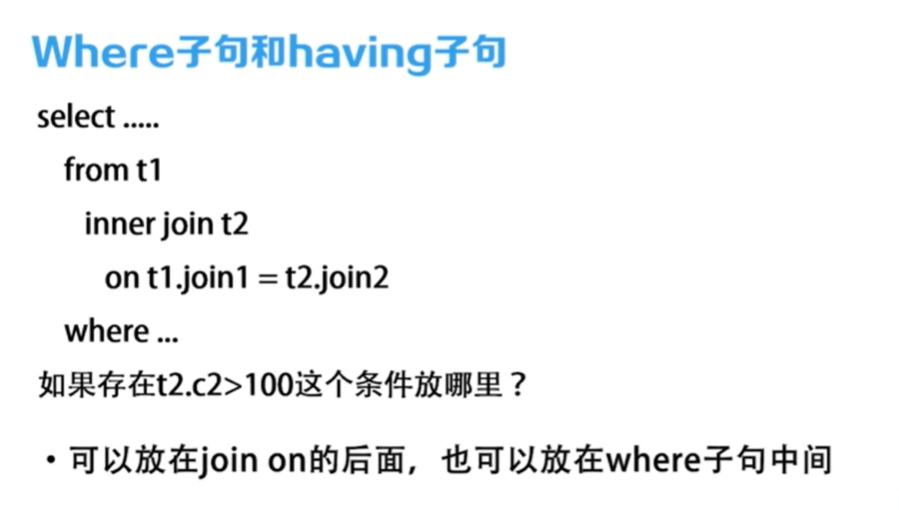 Where子句和having子句
select .....
from t1
inner join t2
on t1.join1 = t2.join2
where ...
如果存在t2.c2>100这个条件放哪里？
• 可以放在join on的后面，也可以放在where子句中间